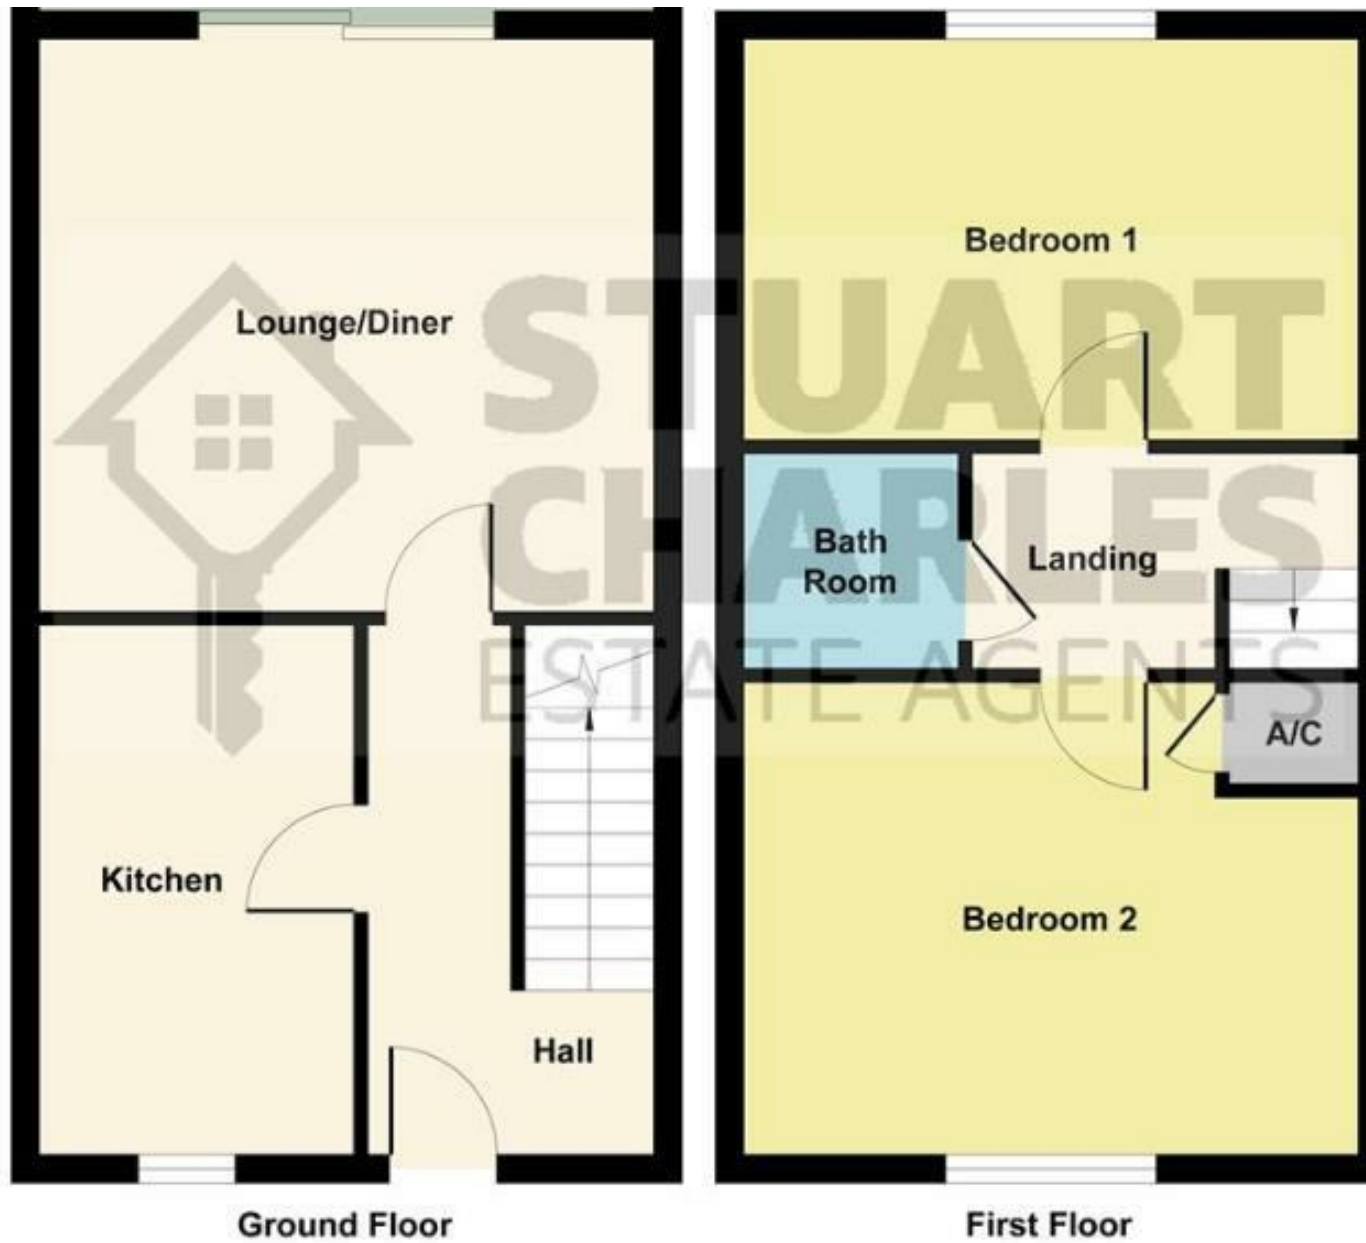 Lounge/Diner
Kitchen
Hall
Ground Floor
Bedroom 1
Bath
Room
Landing
A/C
Bedroom 2
First Floor
STUART
CHARLES
ESTATE AGENTS